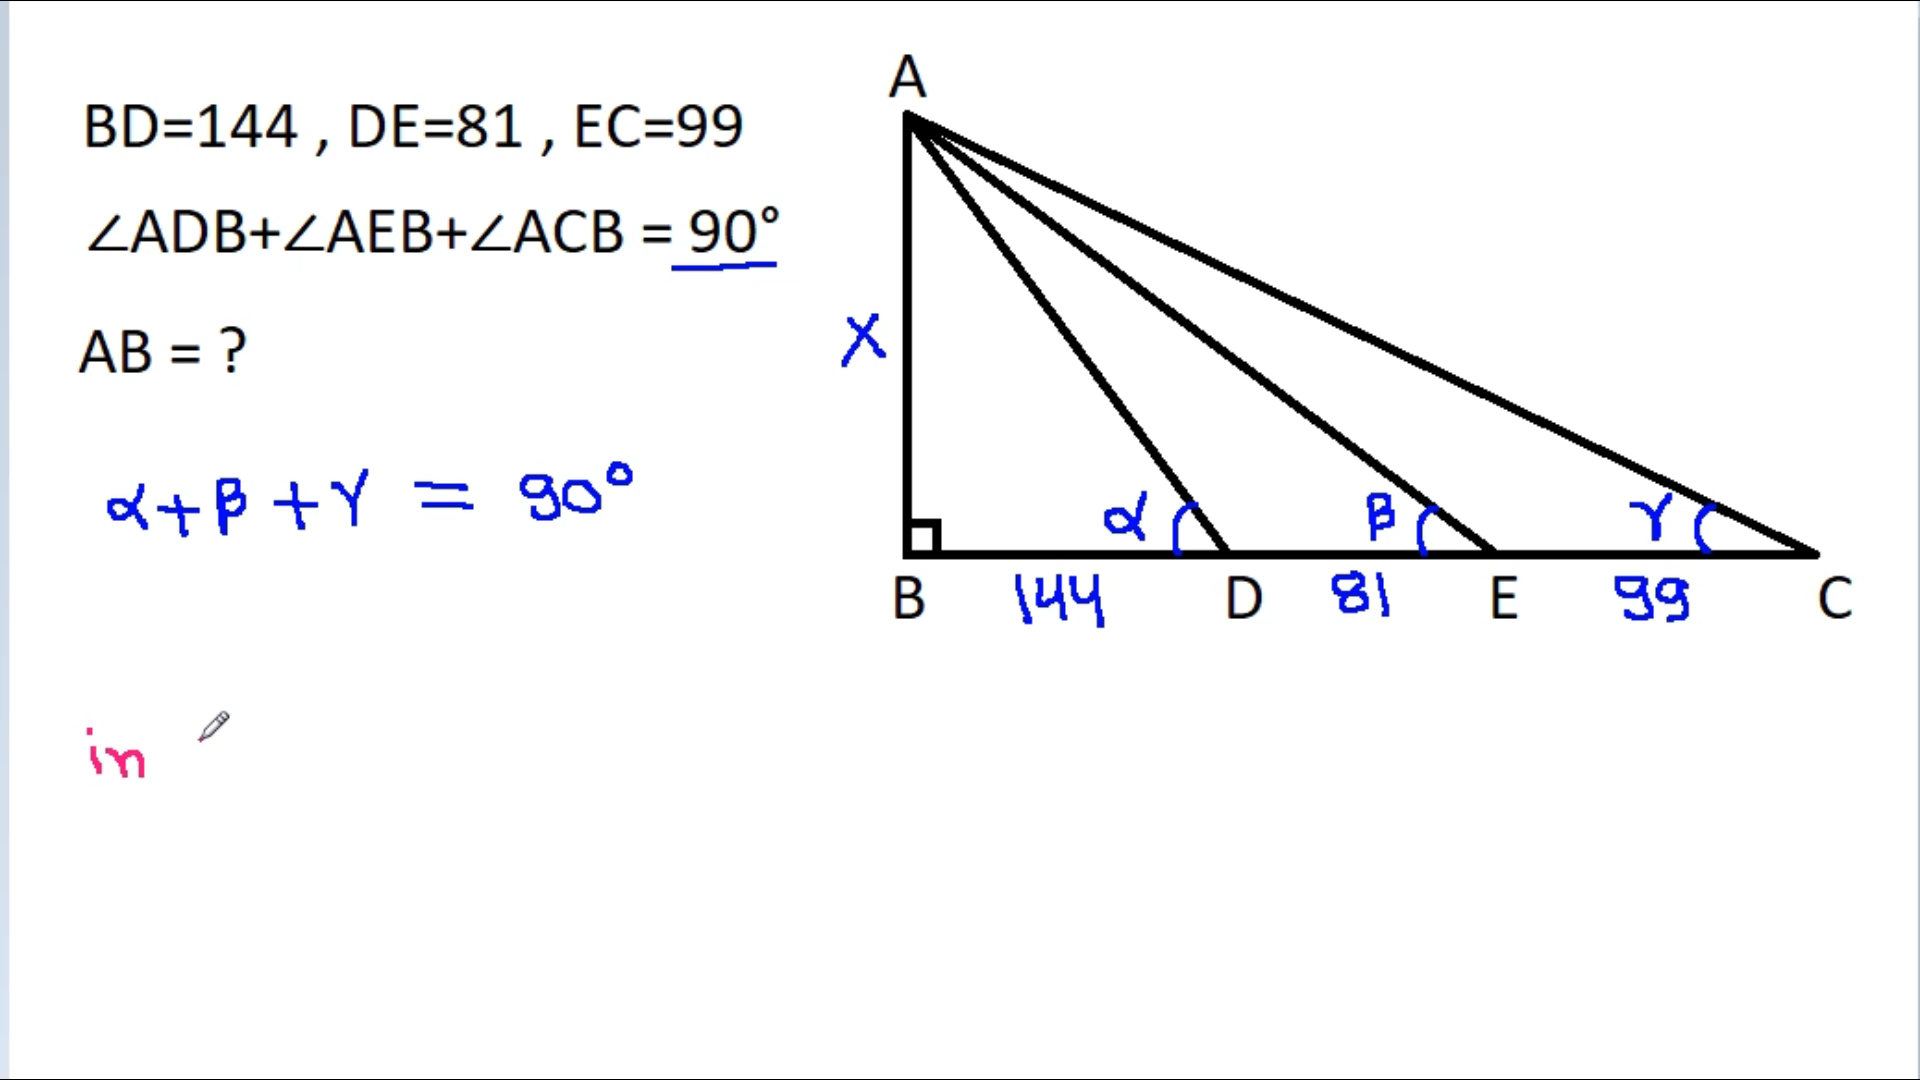 A
BD=144 , DE=81 , EC=99
∠ADB+∠AEB+∠ACB = 90°
AB = ?
X
α+β+γ = 90°
α β γ
B 144 D 81 E 99 C
in